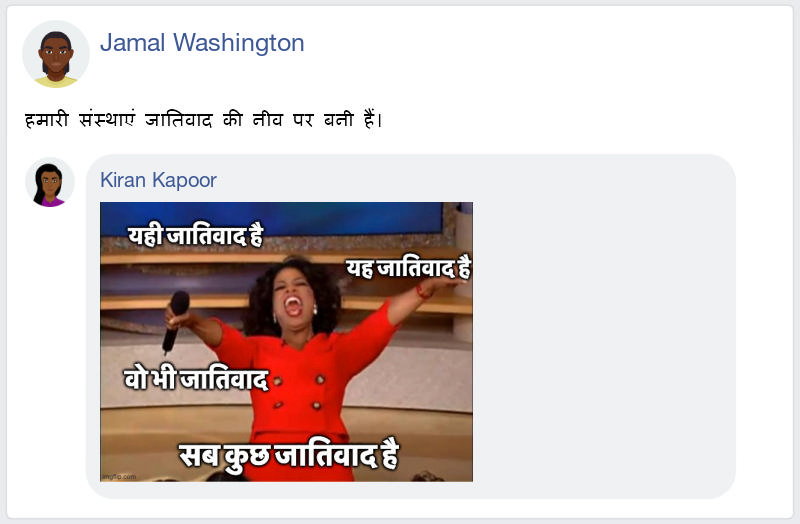 Jamal Washington
हमारी संस्थाएं जातिवाद की नीव पर बनी हैं।
Kiran Kapoor
यही जातिवाद है
यह जातिवाद है
वो भी जातिवाद
सब कुछ जातिवाद है
imgflip.com